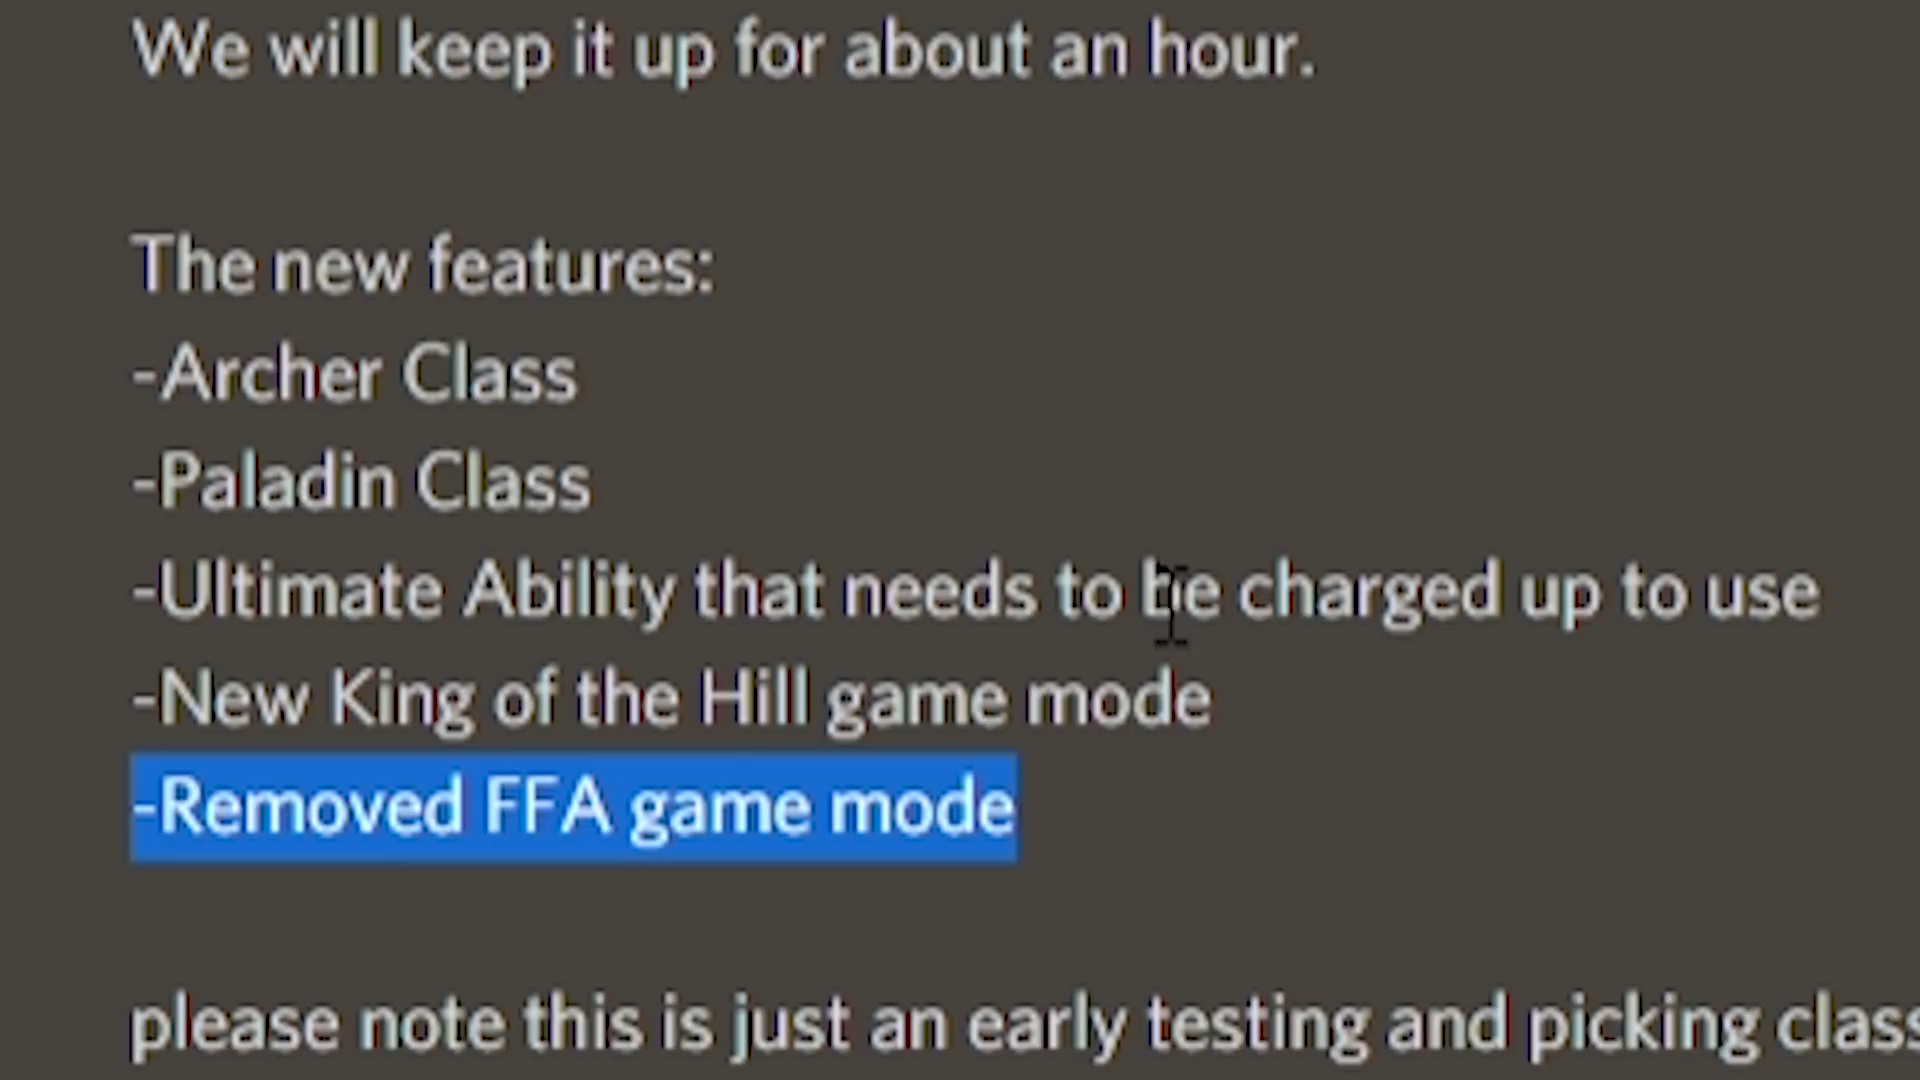 We will keep it up for about an hour.
The new features:
-Archer Class
-Paladin Class
-Ultimate Ability that needs to be charged up to use
-New King of the Hill game mode
-Removed FFA game mode
please note this is just an early testing and picking class